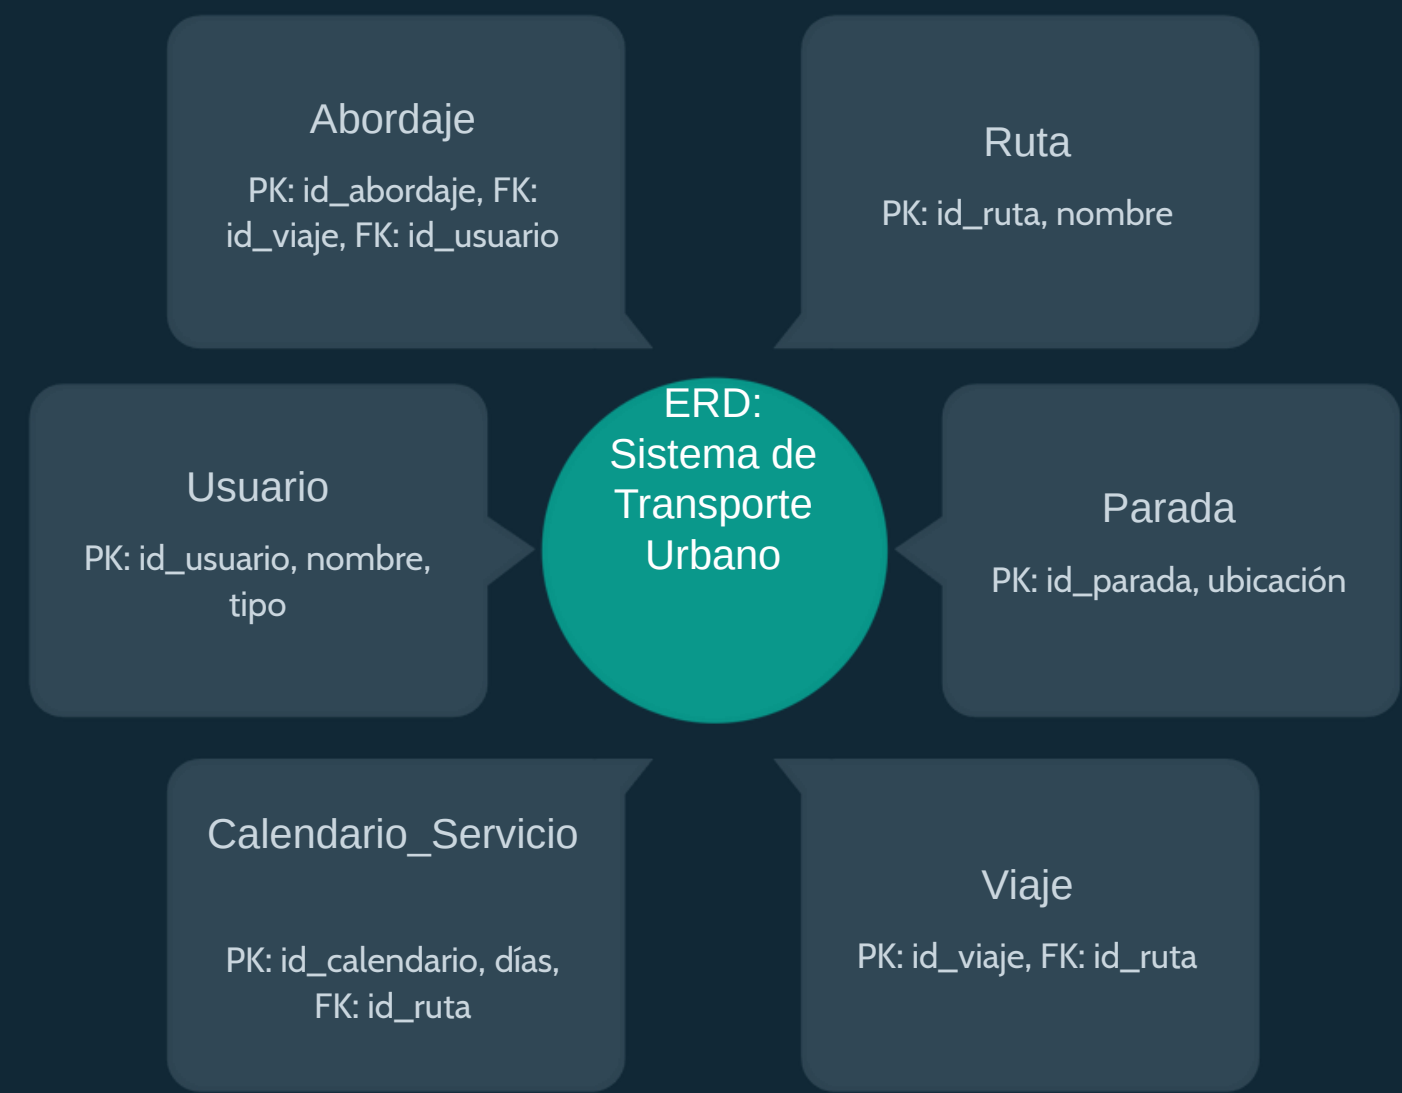 Abordaje
PK: id_abordaje, FK:
id_viaje, FK: id_usuario
Ruta
PK: id_ruta, nombre
ERD:
Sistema de
Transporte
Urbano
Usuario
PK: id_usuario, nombre,
tipo
Parada
PK: id_parada, ubicación
Calendario_Servicio
PK: id_calendario, días,
FK: id_ruta
Viaje
PK: id_viaje, FK: id_ruta